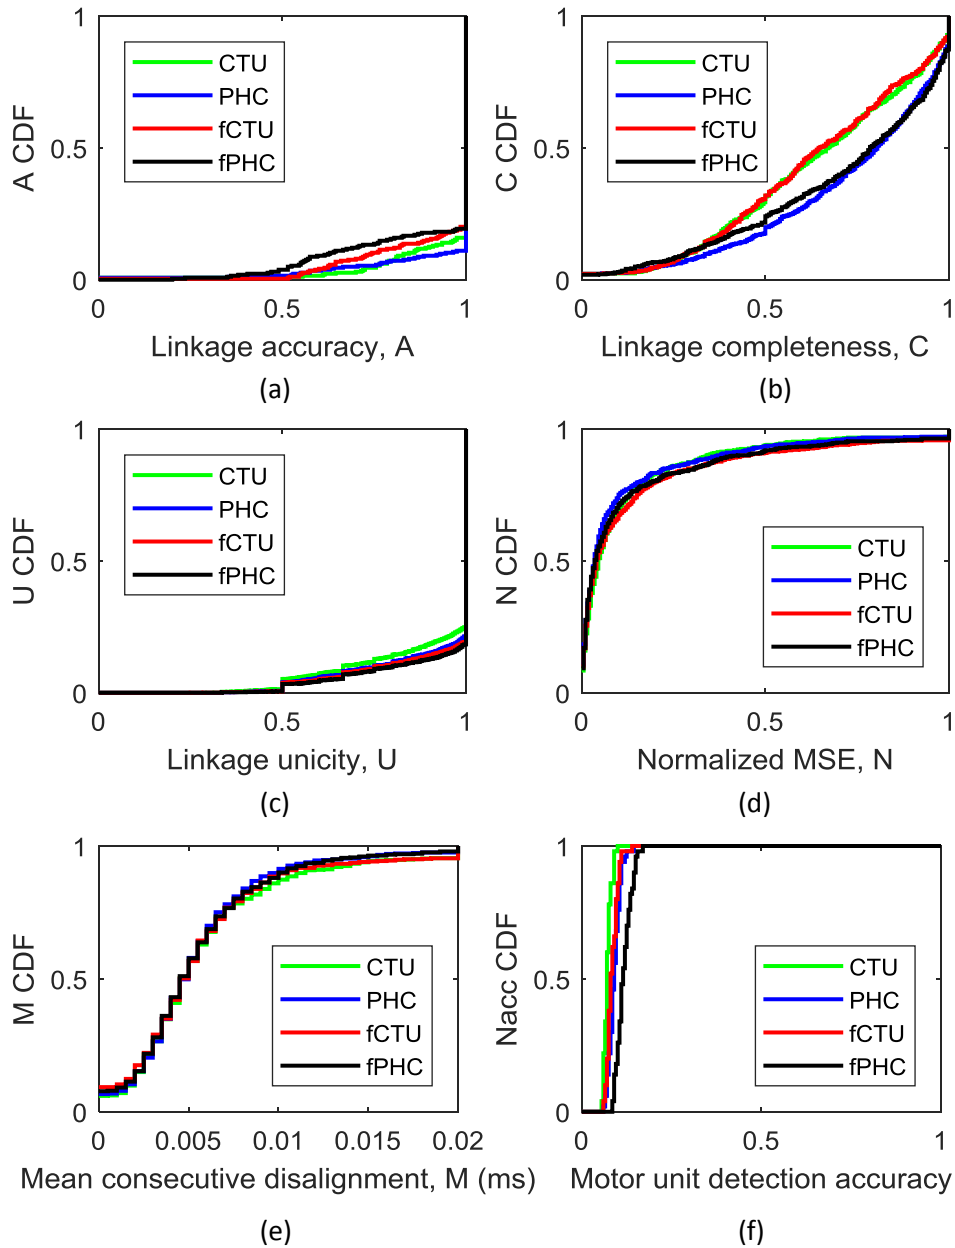 1
0.5
0
A CDF
CTU
PHC
fCTU
fPHC
0 0.5 1
Linkage accuracy, A
(a)
1
0.5
0
C CDF
CTU
PHC
fCTU
fPHC
0 0.5 1
Linkage completeness, C
(b)
1
0.5
0
U CDF
CTU
PHC
fCTU
fPHC
0 0.5 1
Linkage unicity, U
(c)
1
0.5
0
N CDF
CTU
PHC
fCTU
fPHC
0 0.5 1
Normalized MSE, N
(d)
1
0.5
0
M CDF
CTU
PHC
fCTU
fPHC
0 0.005 0.01 0.015 0.02
Mean consecutive disalignment, M (ms)
(e)
1
0.5
0
Nacc CDF
CTU
PHC
fCTU
fPHC
0 0.5 1
Motor unit detection accuracy
(f)